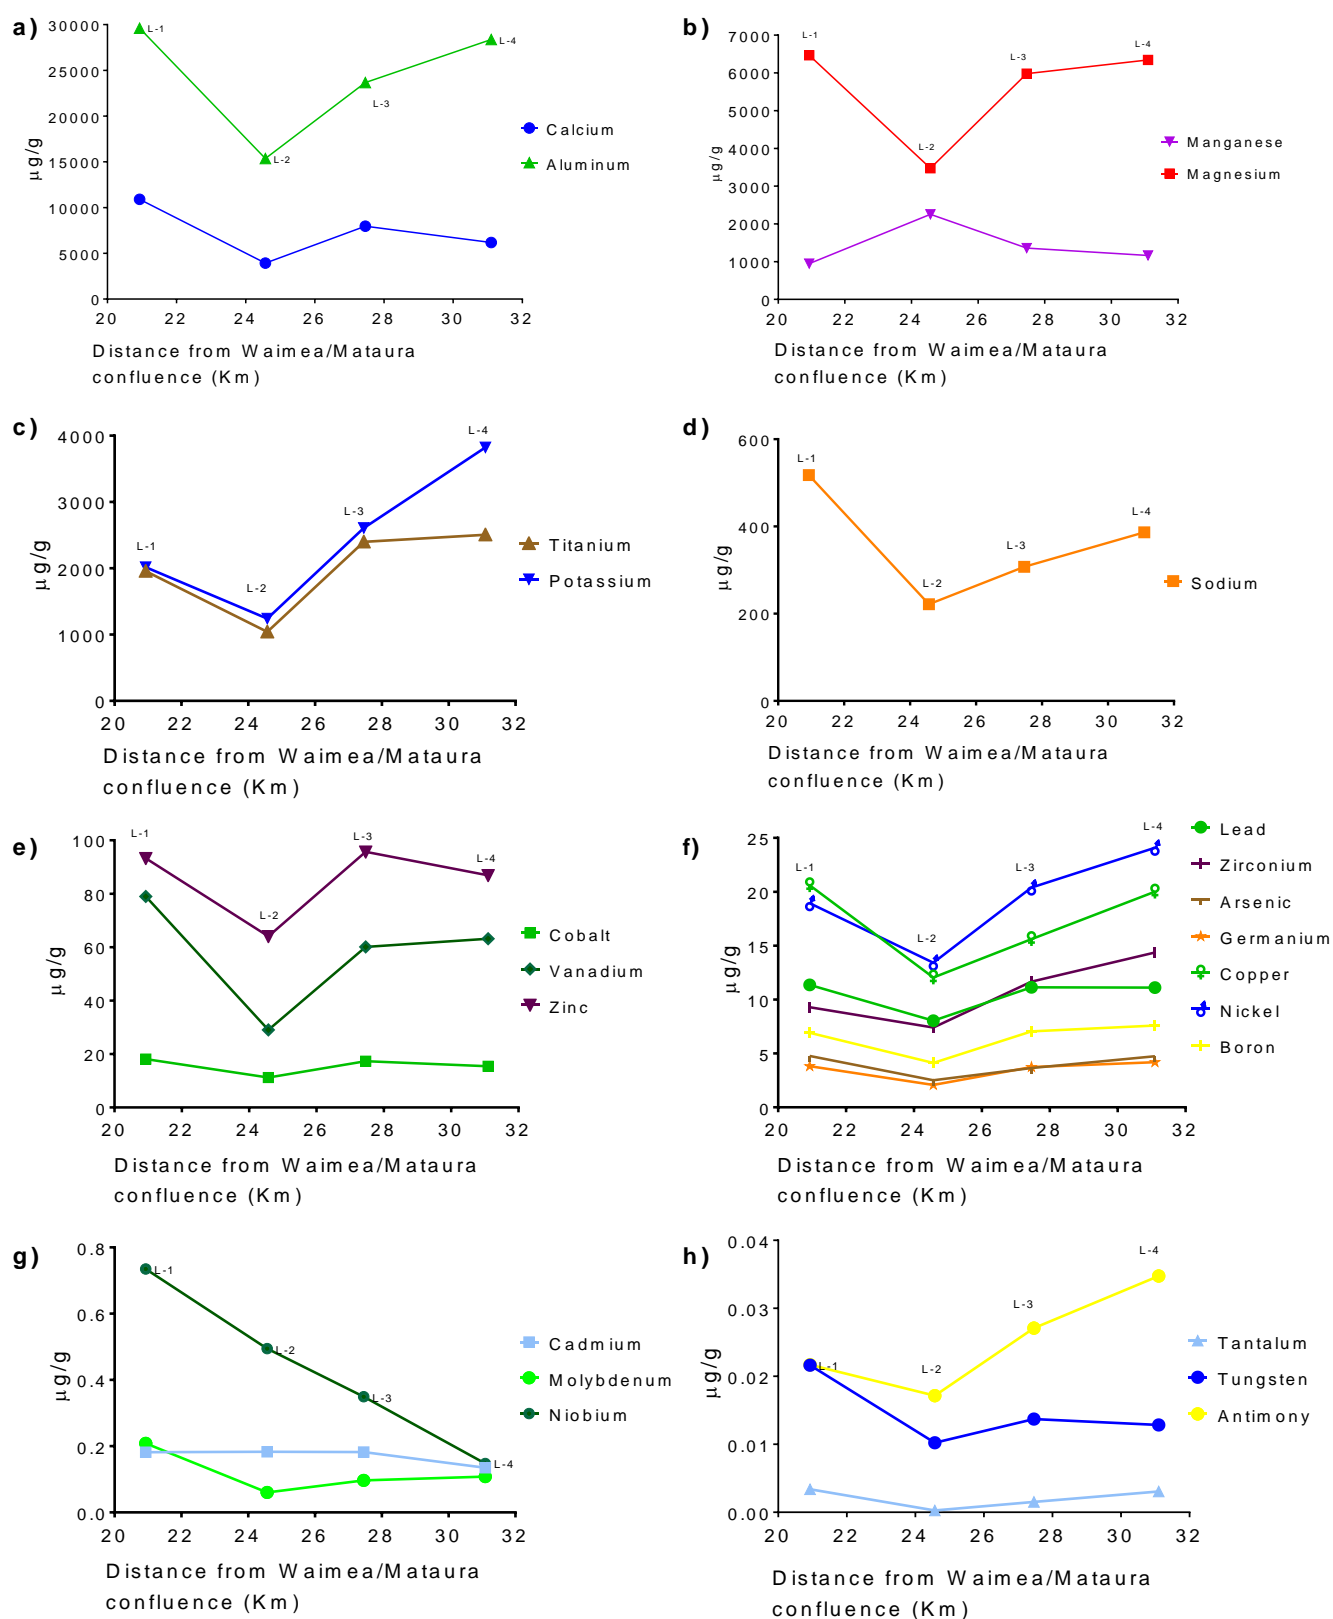 a)
30000
25000
20000
15000
10000
5000
0
µg/g
L-1
L-2
L-3
L-4
20 22 24 26 28 30 32
Distance from Waimea/Mataura
confluence (Km)
Calcium
Aluminum
b)
7000
6000
5000
4000
3000
2000
1000
0
µg/g
L-1
L-2
L-3
L-4
20 22 24 26 28 30 32
Distance from Waimea/Mataura
confluence (Km)
Manganese
Magnesium
c)
4000
3000
2000
1000
0
µg/g
L-1
L-2
L-3
L-4
20 22 24 26 28 30 32
Distance from Waimea/Mataura
confluence (Km)
Titanium
Potassium
d)
600
400
200
0
µg/g
L-1
L-2
L-3
L-4
20 22 24 26 28 30 32
Distance from Waimea/Mataura
confluence (Km)
Sodium
e)
100
80
60
40
20
0
µg/g
L-1
L-2
L-3
L-4
20 22 24 26 28 30 32
Distance from Waimea/Mataura
confluence (Km)
Cobalt
Vanadium
Zinc
f)
25
20
15
10
5
0
µg/g
L-1
L-2
L-3
L-4
20 22 24 26 28 30 32
Distance from Waimea/Mataura
confluence (Km)
Lead
Zirconium
Arsenic
Germanium
Copper
Nickel
Boron
g)
0.8
0.6
0.4
0.2
0.0
µg/g
L-1
L-2
L-3
L-4
20 22 24 26 28 30 32
Distance from Waimea/Mataura
confluence (Km)
Cadmium
Molybdenum
Niobium
h)
0.04
0.03
0.02
0.01
0.00
µg/g
L-1
L-2
L-3
L-4
20 22 24 26 28 30 32
Distance from Waimea/Mataura
confluence (Km)
Tantalum
Tungsten
Antimony